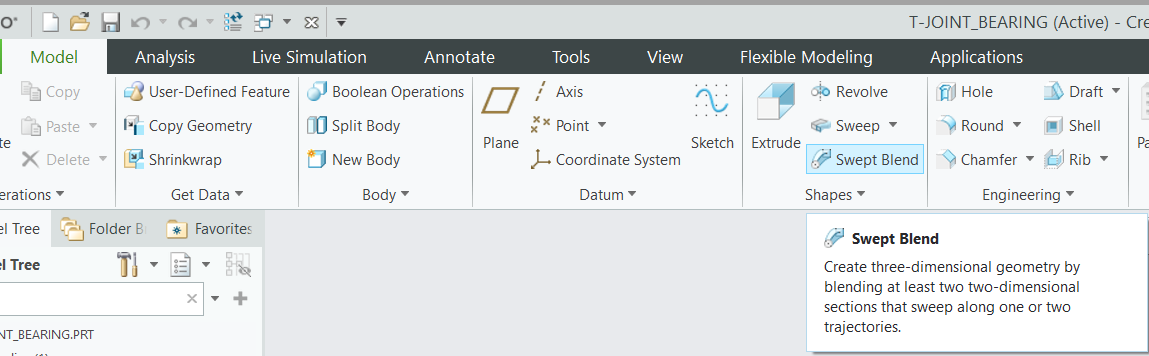 T-JOINT_BEARING (Active) - Cre
Model Analysis Live Simulation Annotate Tools View Flexible Modeling Applications
Copy User-Defined Feature Boolean Operations Axis Revolve Hole Draft
Paste Copy Geometry Split Body Point Sweep Round Shell
Plane Sketch Extrude
Delete Shrinkwrap New Body Coordinate System Swept Blend Chamfer Rib
erations Get Data Body Datum Shapes Engineering
el Tree Folder B Favorites
el Tree
NT_BEARING.PRT
Swept Blend
Create three-dimensional geometry by
blending at least two two-dimensional
sections that sweep along one or two
trajectories.